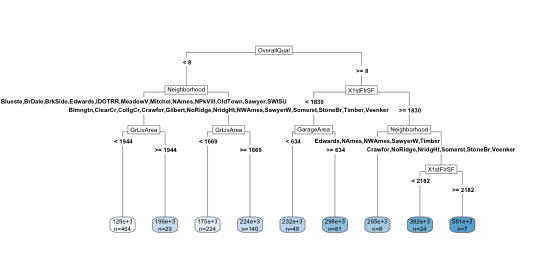 OverallQual
< 8
>= 8
Neighborhood
X1stFlrSF
Blueste,BrDale,BrkSide,Edwards,IDOTRR,MeadowV,Mitchel,NAmes,NPkVill,OldTown,Sawyer,SWISU
< 1830
Blmngtn,ClearCr,CollgCr,Crawfor,Gilbert,NoRidge,NridgHt,NWAmes,SawyerW,Somerst,StoneBr,Timber,Veenker
>= 1830
GrLivArea
GrLivArea
GarageArea
Neighborhood
< 1944
< 1669
< 634
Edwards,NAmes,NWAmes,SawyerW,Timber
>= 1944
>= 1669
>= 634
Crawfor,NoRidge,NridgHt,Somerst,StoneBr,Veenker
X1stFlrSF
< 2182
>= 2182
128e+3 196e+3 175e+3 224e+3 232e+3 298e+3 265e+3 392e+3 581e+3
n=464 n=29 n=224 n=140 n=48 n=81 n=8 n=24 n=7